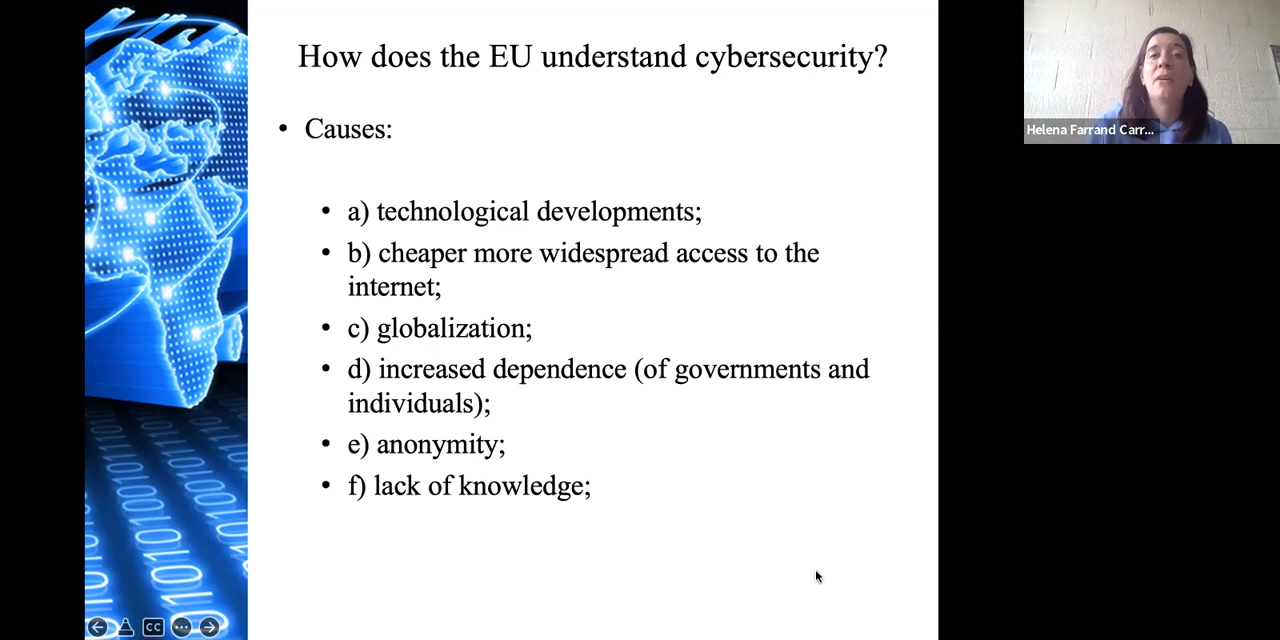 How does the EU understand cybersecurity?
• Causes:
• a) technological developments;
• b) cheaper more widespread access to the
internet;
• c) globalization;
• d) increased dependence (of governments and
individuals);
• e) anonymity;
• f) lack of knowledge;
Helena Farrand Carr...
CC